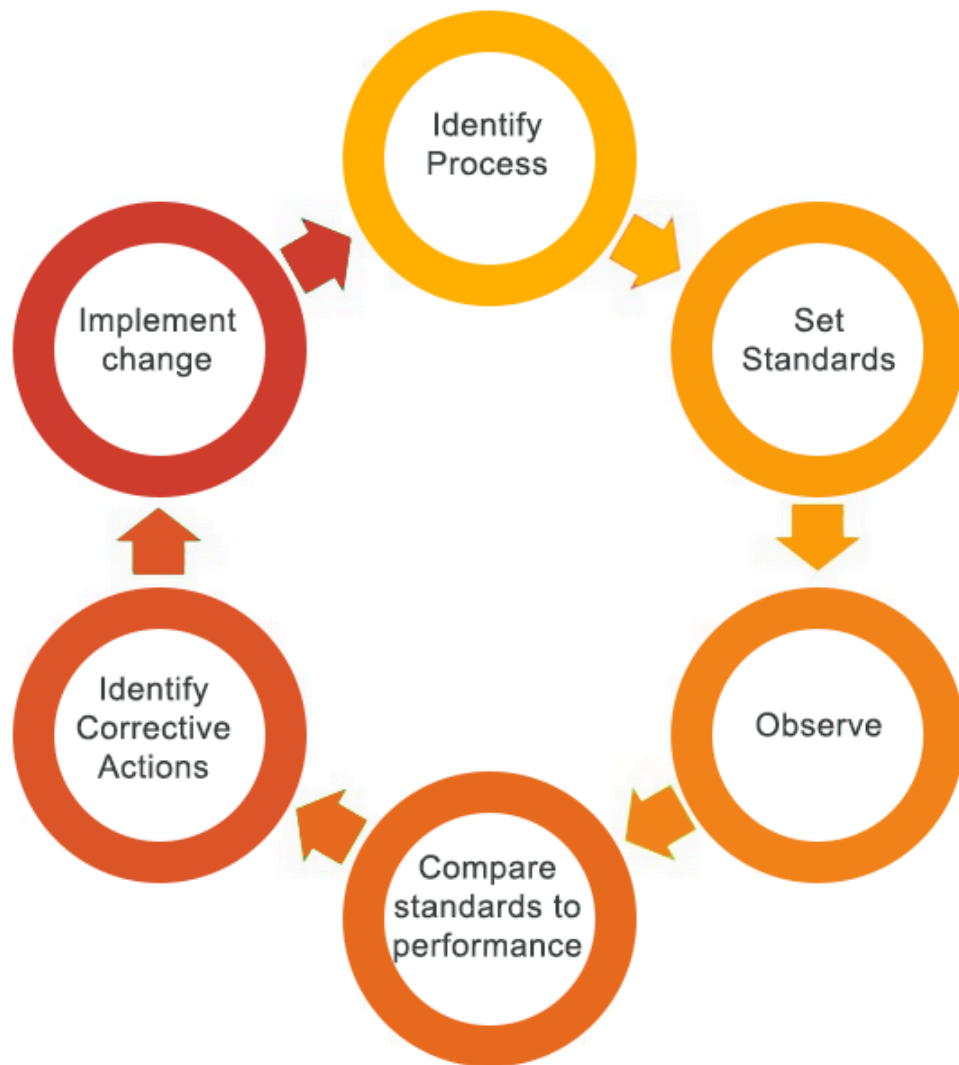 Identify
Process
Set
Standards
Observe
Compare
standards to
performance
Identify
Corrective
Actions
Implement
change